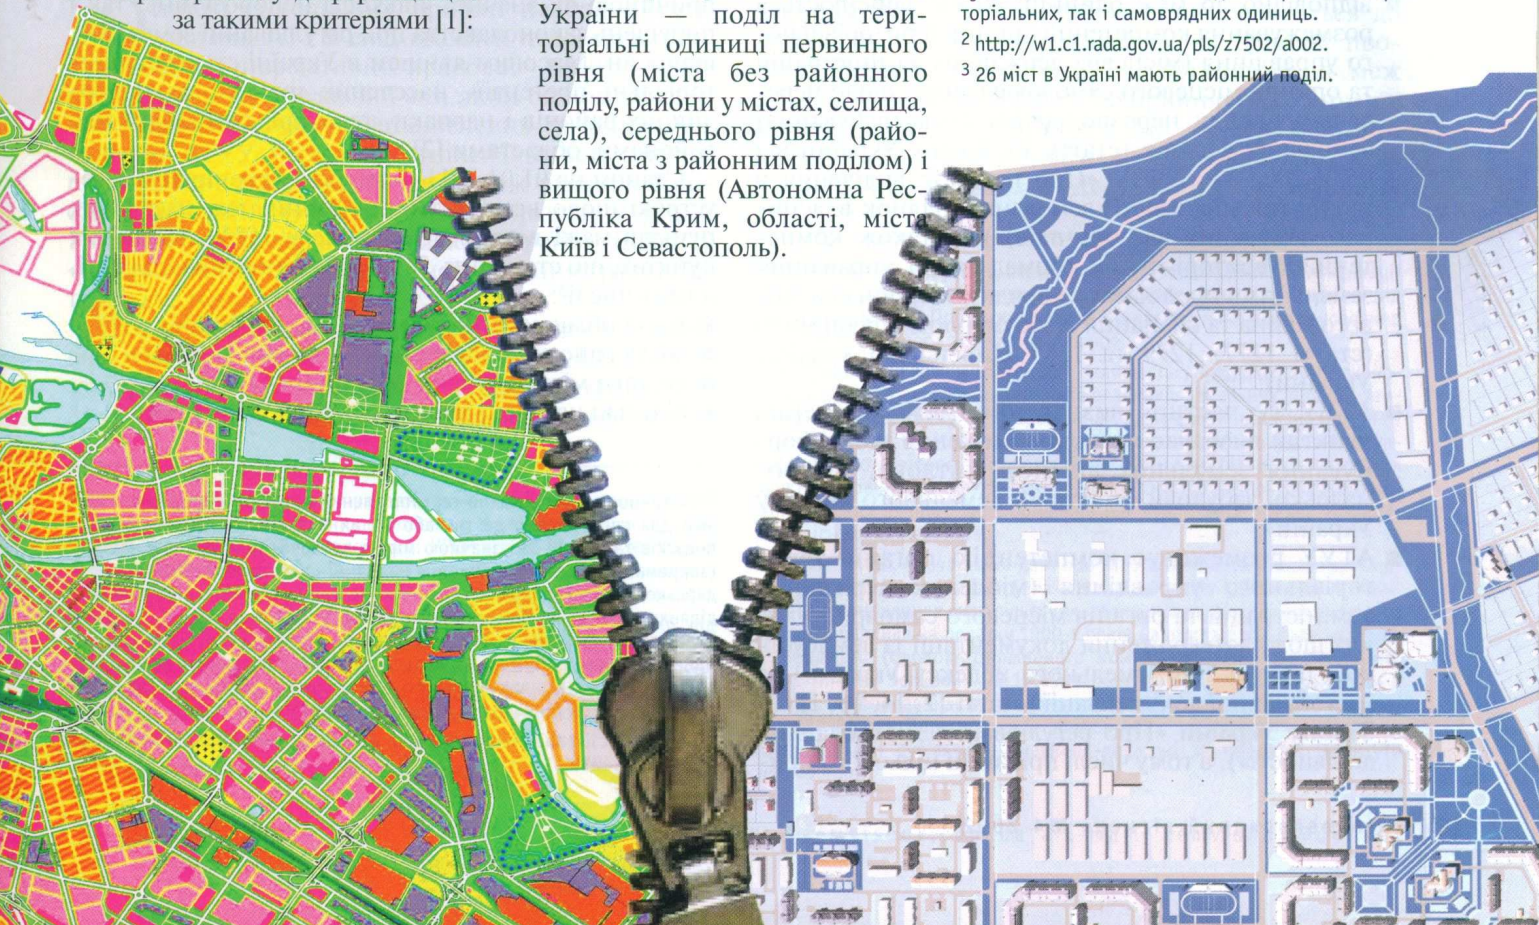 за такими критеріями [1]:
України — поділ на тери-
торіальні одиниці первинного
рівня (міста без районного
поділу, райони у містах, селища,
села), середнього рівня (райо-
ни, міста з районним поділом) і
вищого рівня (Автономна Рес-
публіка Крим, області, міста
Київ і Севастополь).
торіальних, так і самоврядних одиниць.
2 http://w1.c1.rada.gov.ua/pls/z7502/a002.
3 26 міст в Україні мають районний поділ.